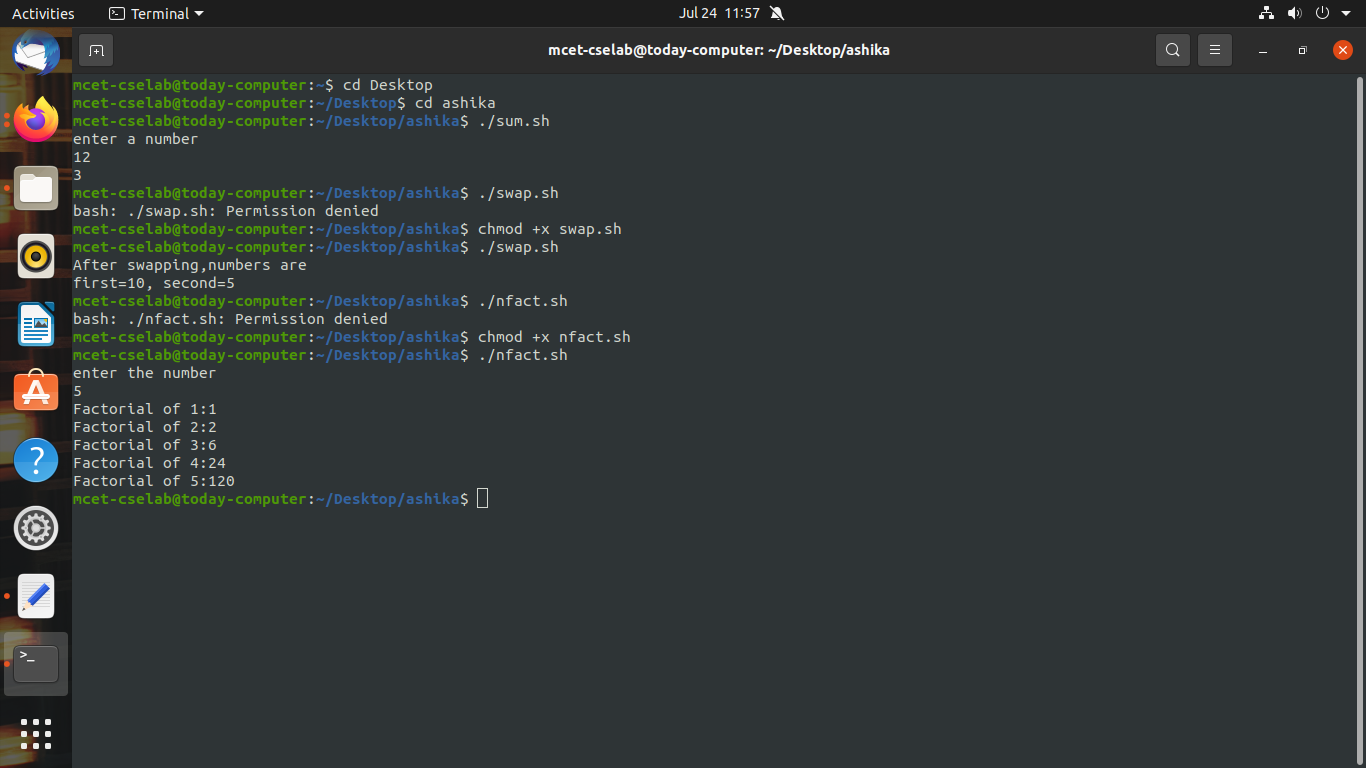 Activities Terminal Jul 24 11:57
mcet-cselab@today-computer: ~/Desktop/ashika
mcet-cselab@today-computer:~$ cd Desktop
mcet-cselab@today-computer:~/Desktop$ cd ashika
mcet-cselab@today-computer:~/Desktop/ashika$ ./sum.sh
enter a number
12
3
mcet-cselab@today-computer:~/Desktop/ashika$ ./swap.sh
bash: ./swap.sh: Permission denied
mcet-cselab@today-computer:~/Desktop/ashika$ chmod +x swap.sh
mcet-cselab@today-computer:~/Desktop/ashika$ ./swap.sh
After swapping,numbers are
first=10, second=5
mcet-cselab@today-computer:~/Desktop/ashika$ ./nfact.sh
bash: ./nfact.sh: Permission denied
mcet-cselab@today-computer:~/Desktop/ashika$ chmod +x nfact.sh
mcet-cselab@today-computer:~/Desktop/ashika$ ./nfact.sh
enter the number
5
Factorial of 1:1
Factorial of 2:2
Factorial of 3:6
Factorial of 4:24
Factorial of 5:120
mcet-cselab@today-computer:~/Desktop/ashika$